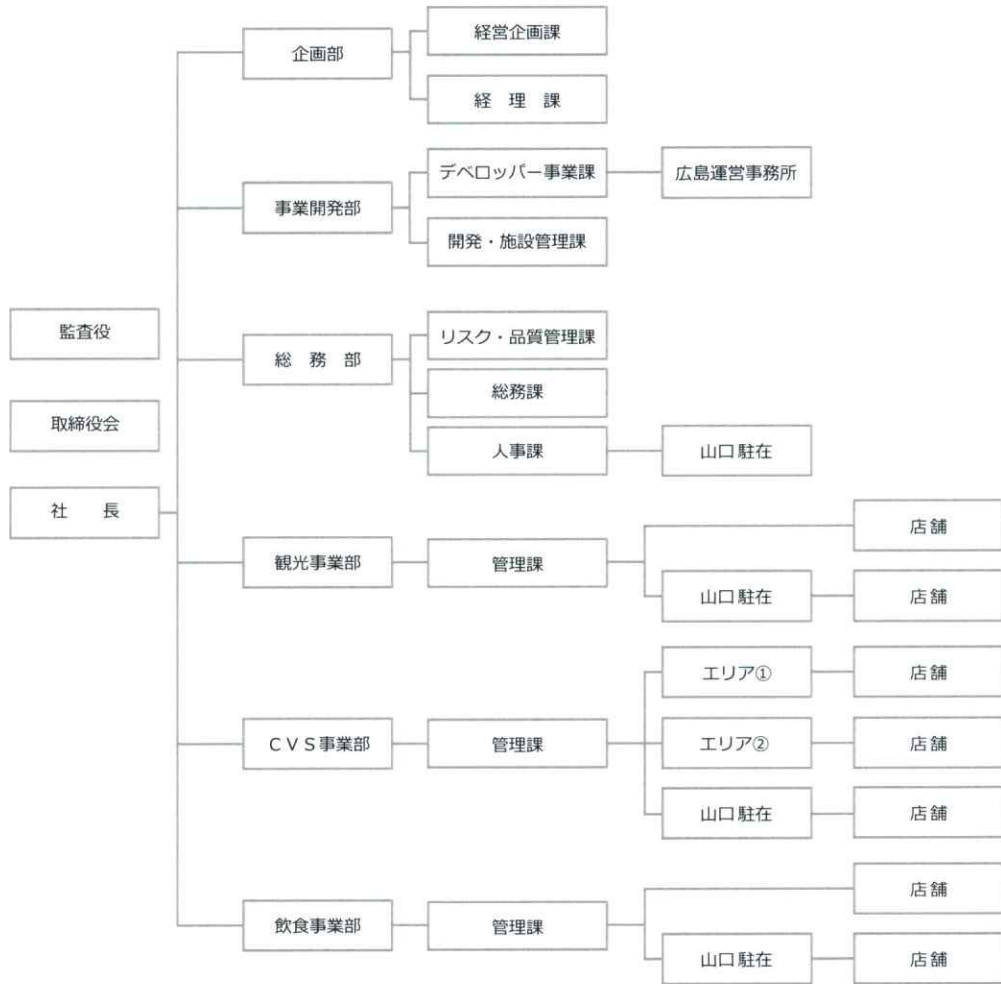 監査役
取締役会
社　長
企画部
経営企画課
経　理　課
事業開発部
デベロッパー事業課
広島運営事務所
開発・施設管理課
総　務　部
リスク・品質管理課
総務課
人事課
山口駐在
観光事業部
管理課
店舗
山口駐在
店舗
ＣＶＳ事業部
管理課
エリア①
店舗
エリア②
店舗
山口駐在
店舗
飲食事業部
管理課
店舗
山口駐在
店舗